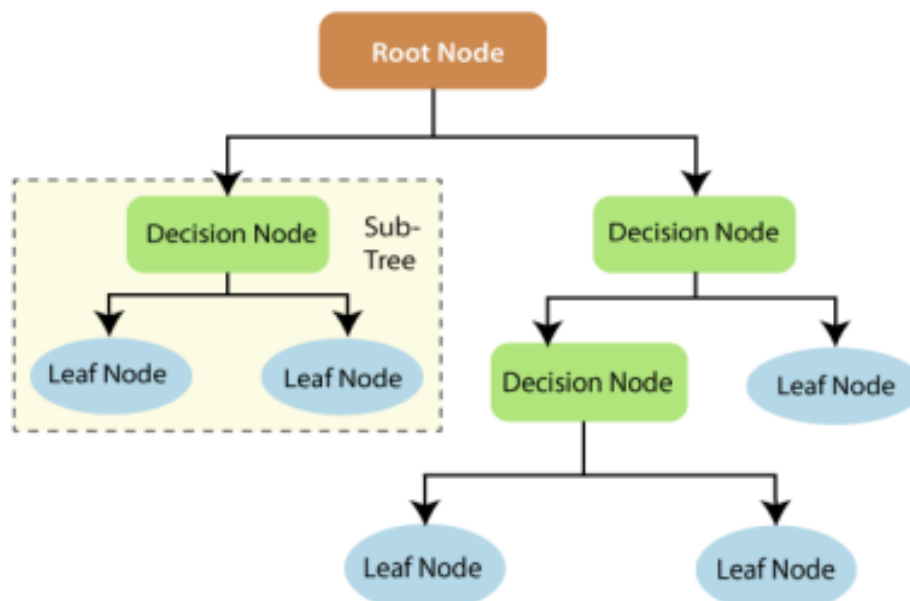 Root Node
Decision Node
Sub-
Tree
Decision Node
Leaf Node
Leaf Node
Decision Node
Leaf Node
Leaf Node
Leaf Node